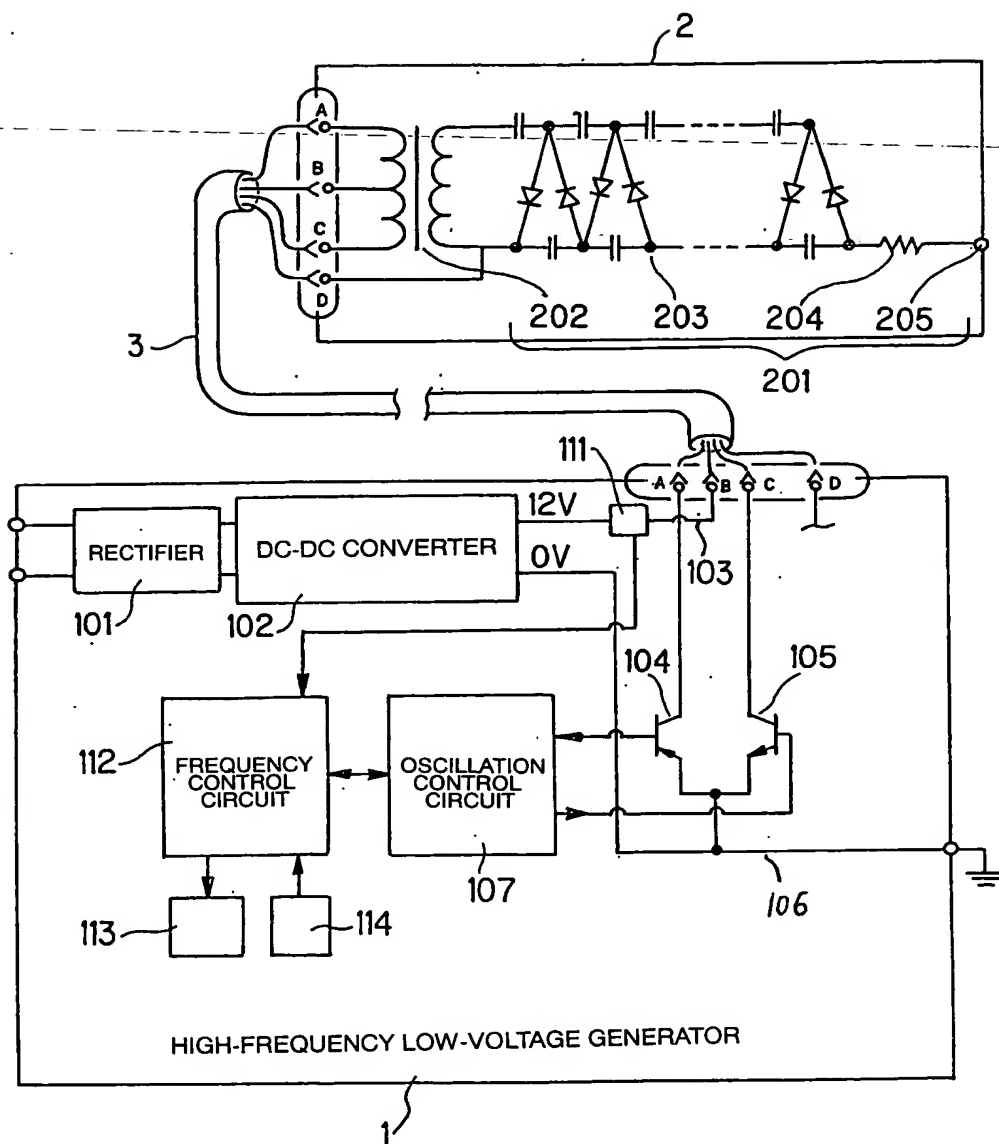 2
A
B
C
D
202
203
204
205
201
3
111
A
B
C
D
12V
RECTIFIER
DC-DC CONVERTER
0V
103
101
102
104
105
112
FREQUENCY
CONTROL
CIRCUIT
OSCILLATION
CONTROL
CIRCUIT
107
106
113
114
HIGH-FREQUENCY LOW-VOLTAGE GENERATOR
1